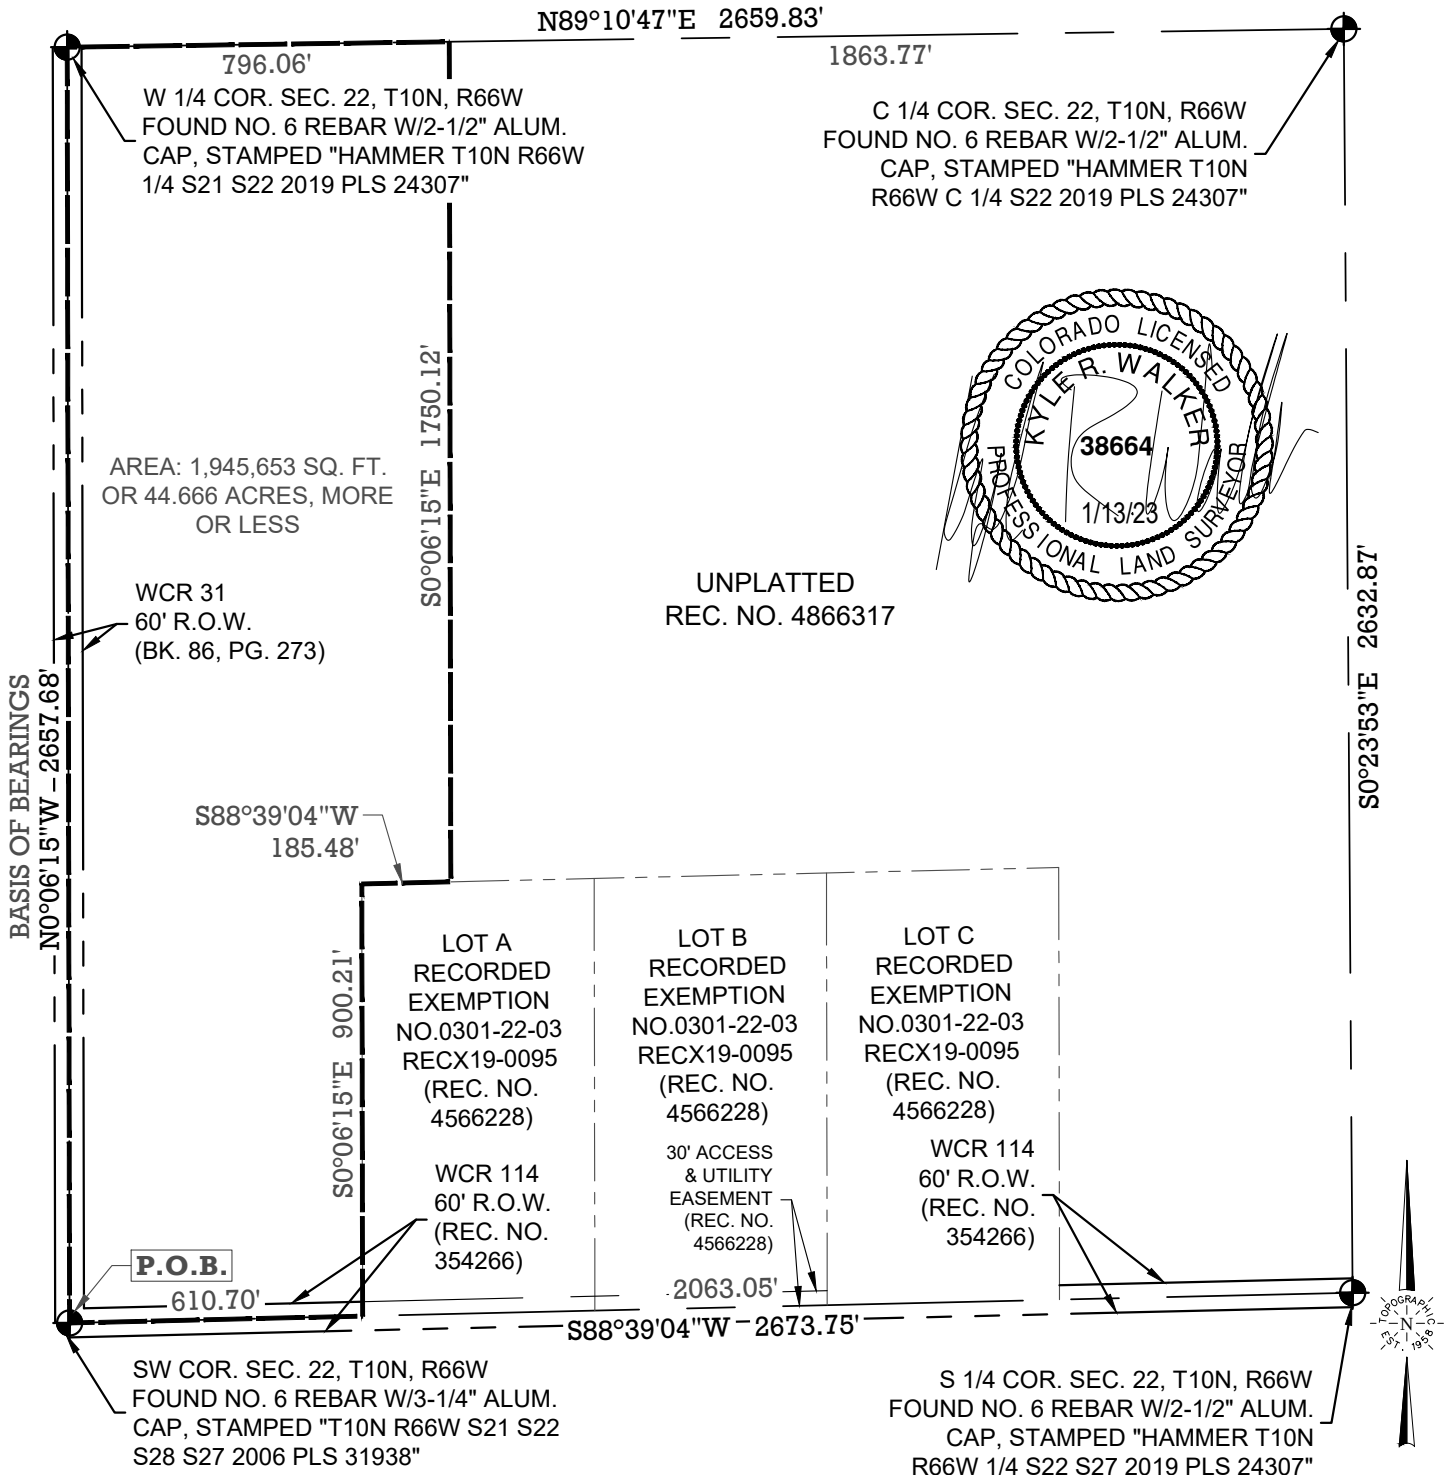 N89°10'47"E 2659.83'
796.06'
1863.77'
W 1/4 COR. SEC. 22, T10N, R66W
FOUND NO. 6 REBAR W/2-1/2" ALUM.
CAP, STAMPED "HAMMER T10N R66W
1/4 S21 S22 2019 PLS 24307"
C 1/4 COR. SEC. 22, T10N, R66W
FOUND NO. 6 REBAR W/2-1/2" ALUM.
CAP, STAMPED "HAMMER T10N
R66W C 1/4 S22 2019 PLS 24307"
COLORADO LICENSED
KYLE R. WALKER
38664
1/13/23
PROFESSIONAL LAND SURVEYOR
S0°06'15"E 1750.12'
AREA: 1,945,653 SQ. FT.
OR 44.666 ACRES, MORE
OR LESS
WCR 31
60' R.O.W.
(BK. 86, PG. 273)
UNPLATTED
REC. NO. 4866317
S0°23'53"E 2632.87'
BASIS OF BEARINGS
N0°06'15"W 2657.68'
S88°39'04"W
185.48'
S0°06'15"E 900.21'
LOT A
RECORDED
EXEMPTION
NO.0301-22-03
RECX19-0095
(REC. NO.
4566228)
LOT B
RECORDED
EXEMPTION
NO.0301-22-03
RECX19-0095
(REC. NO.
4566228)
LOT C
RECORDED
EXEMPTION
NO.0301-22-03
RECX19-0095
(REC. NO.
4566228)
WCR 114
60' R.O.W.
(REC. NO.
354266)
30' ACCESS
& UTILITY
EASEMENT
(REC. NO.
4566228)
WCR 114
60' R.O.W.
(REC. NO.
354266)
P.O.B.
610.70'
2063.05'
S88°39'04"W 2673.75'
TOPOGRAPHIC
N
EST. 1958
SW COR. SEC. 22, T10N, R66W
FOUND NO. 6 REBAR W/3-1/4" ALUM.
CAP, STAMPED "T10N R66W S21 S22
S28 S27 2006 PLS 31938"
S 1/4 COR. SEC. 22, T10N, R66W
FOUND NO. 6 REBAR W/2-1/2" ALUM.
CAP, STAMPED "HAMMER T10N
R66W 1/4 S22 S27 2019 PLS 24307"